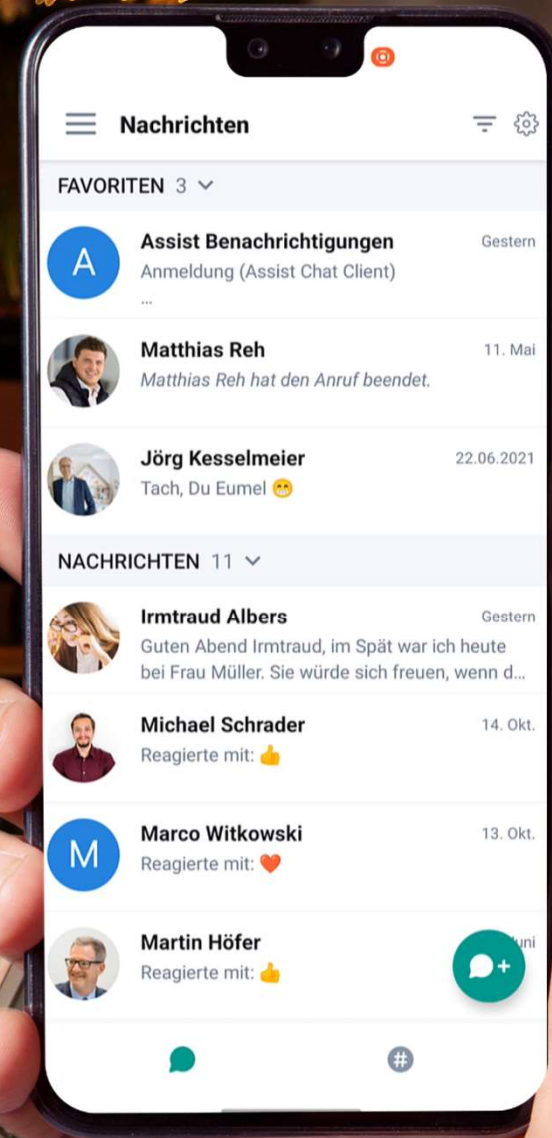 Nachrichten
FAVORITEN 3
A
Assist Benachrichtigungen
Gestern
Anmeldung (Assist Chat Client)
...
Matthias Reh
11. Mai
Matthias Reh hat den Anruf beendet.
Jörg Kesselmeier
22.06.2021
Tach, Du Eumel 😁
NACHRICHTEN 11
Irmtraud Albers
Gestern
Guten Abend Irmtraud, im Spät war ich heute
bei Frau Müller. Sie würde sich freuen, wenn d...
Michael Schrader
14. Okt.
Reagierte mit: 👍
M
Marco Witkowski
13. Okt.
Reagierte mit: ❤️
Martin Höfer
Reagierte mit: 👍
+
#